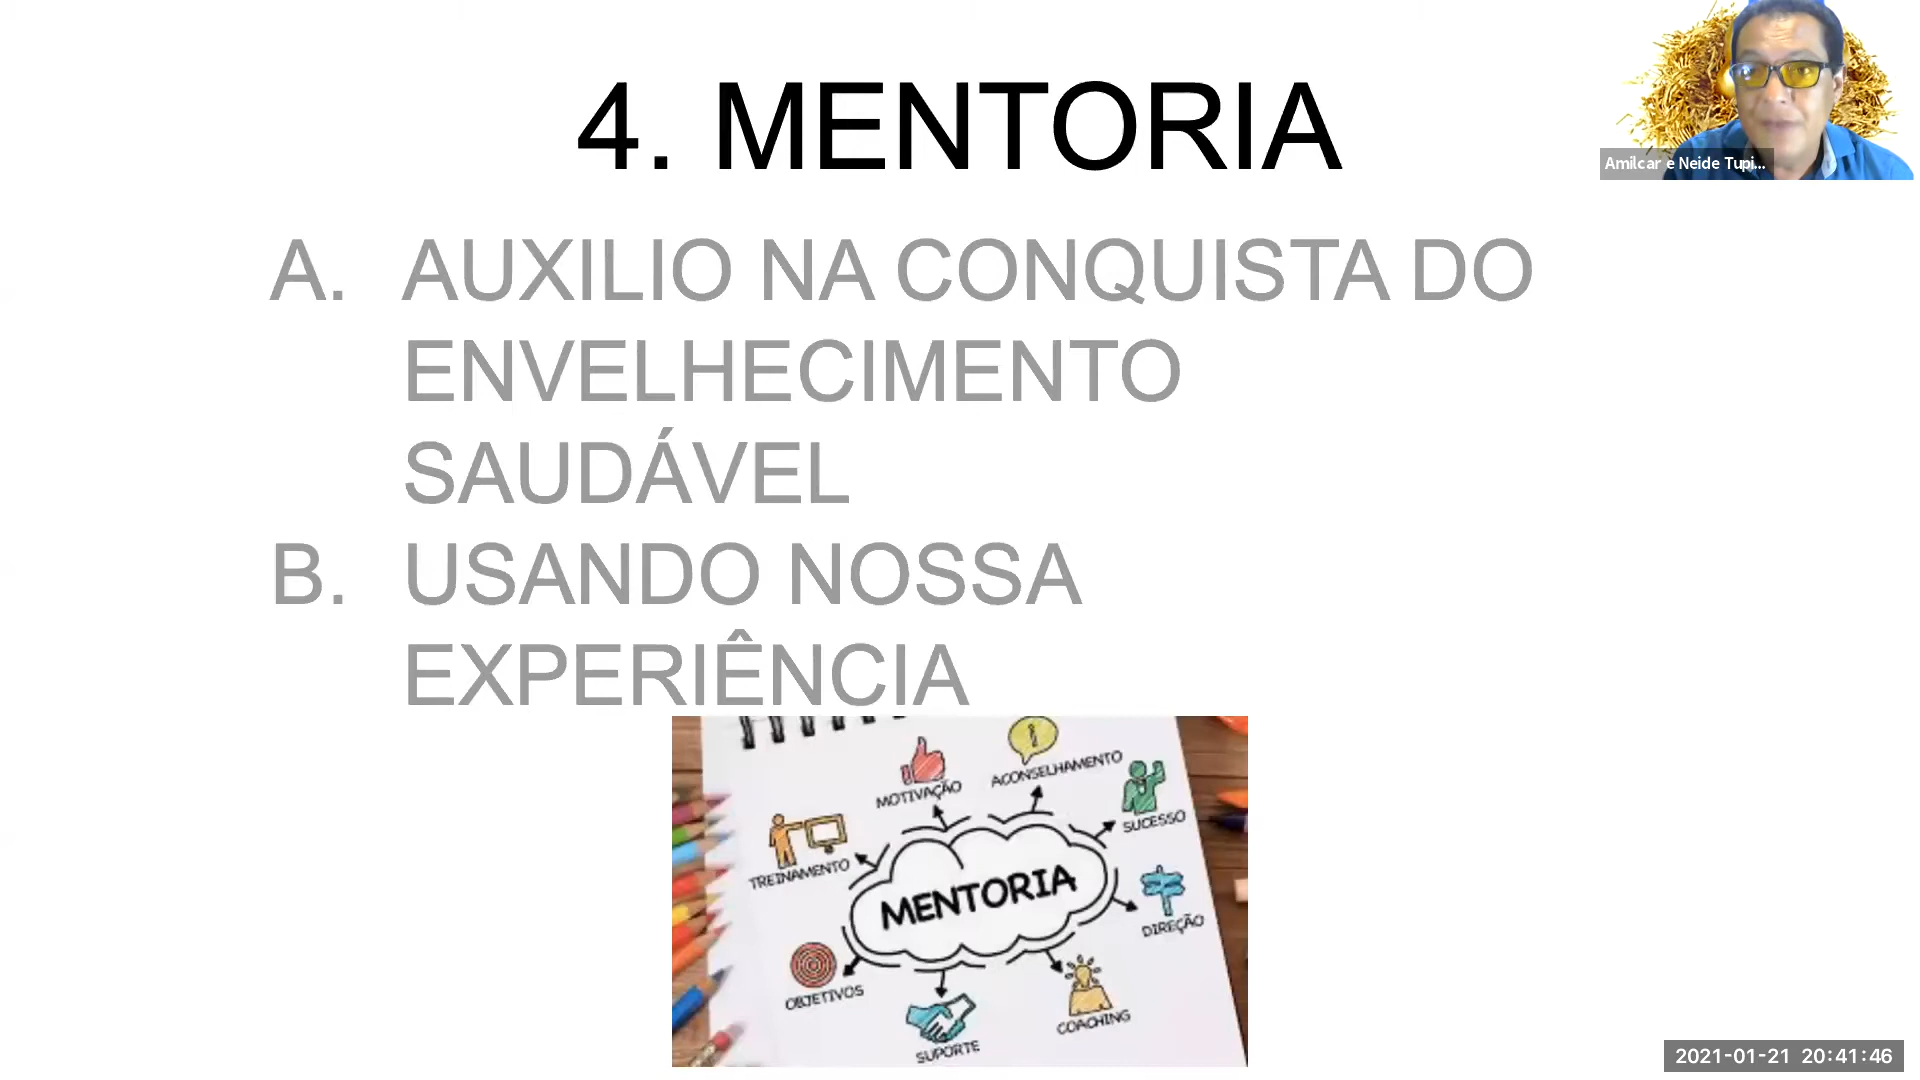 4. MENTORIA
Amilcar e Neide Tupi...
A. AUXILIO NA CONQUISTA DO
ENVELHECIMENTO
SAUDÁVEL
B. USANDO NOSSA
EXPERIÊNCIA
MOTIVAÇÃO
ACONSELHAMENTO
SUCESSO
TREINAMENTO
MENTORIA
DIREÇÃO
OBJETIVOS
COACHING
SUPORTE
2021-01-21 20:41:46